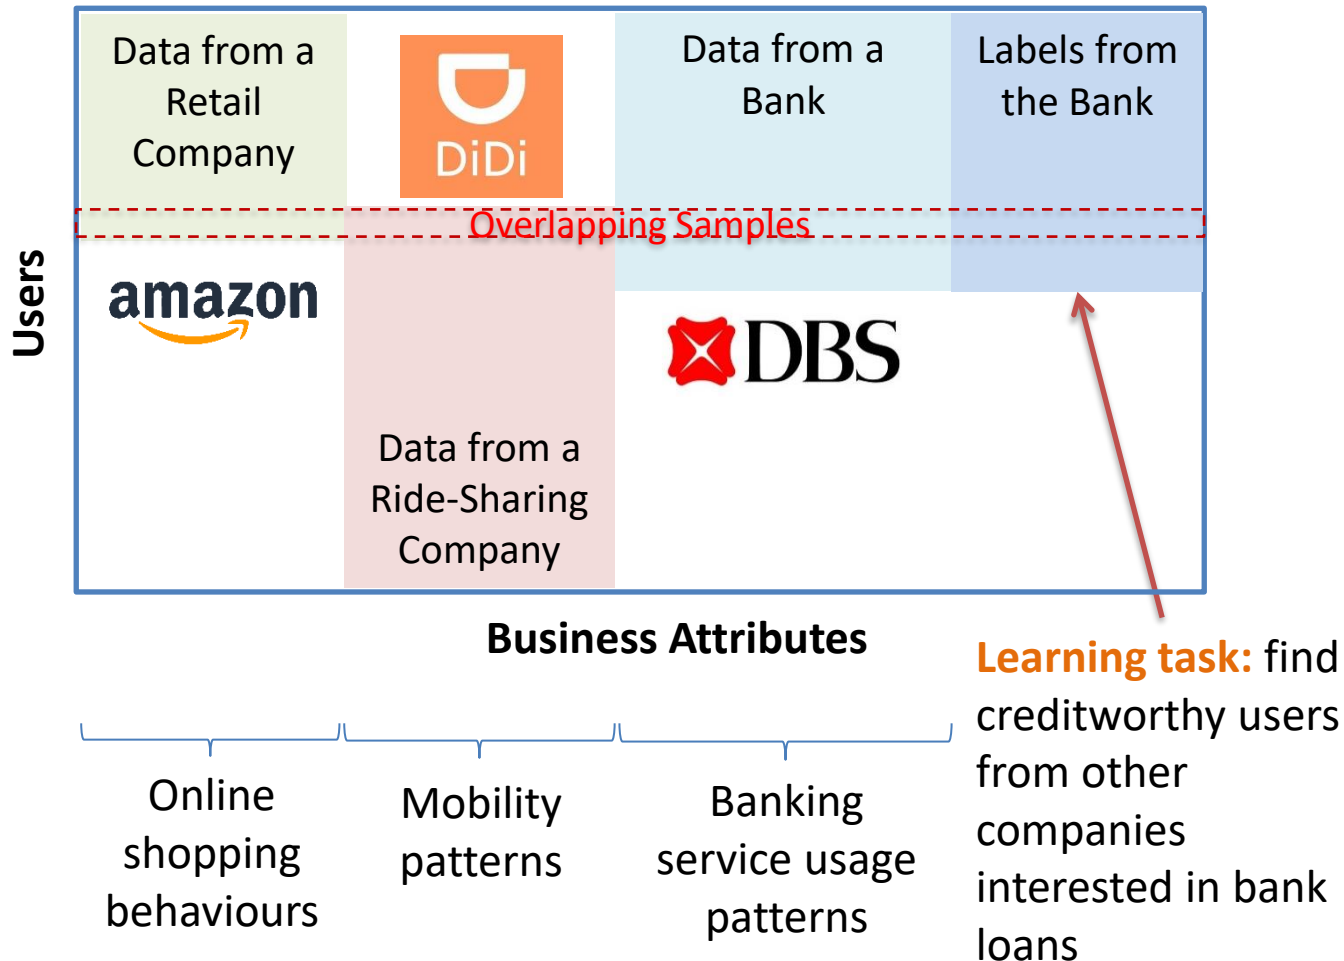 Data from a
Retail
Company
DiDi
Data from a
Bank
Labels from
the Bank
Overlapping Samples
Users
amazon
DBS
Data from a
Ride-Sharing
Company
Business Attributes
Learning task: find
creditworthy users
from other
companies
interested in bank
loans
Online
shopping
behaviours
Mobility
patterns
Banking
service usage
patterns